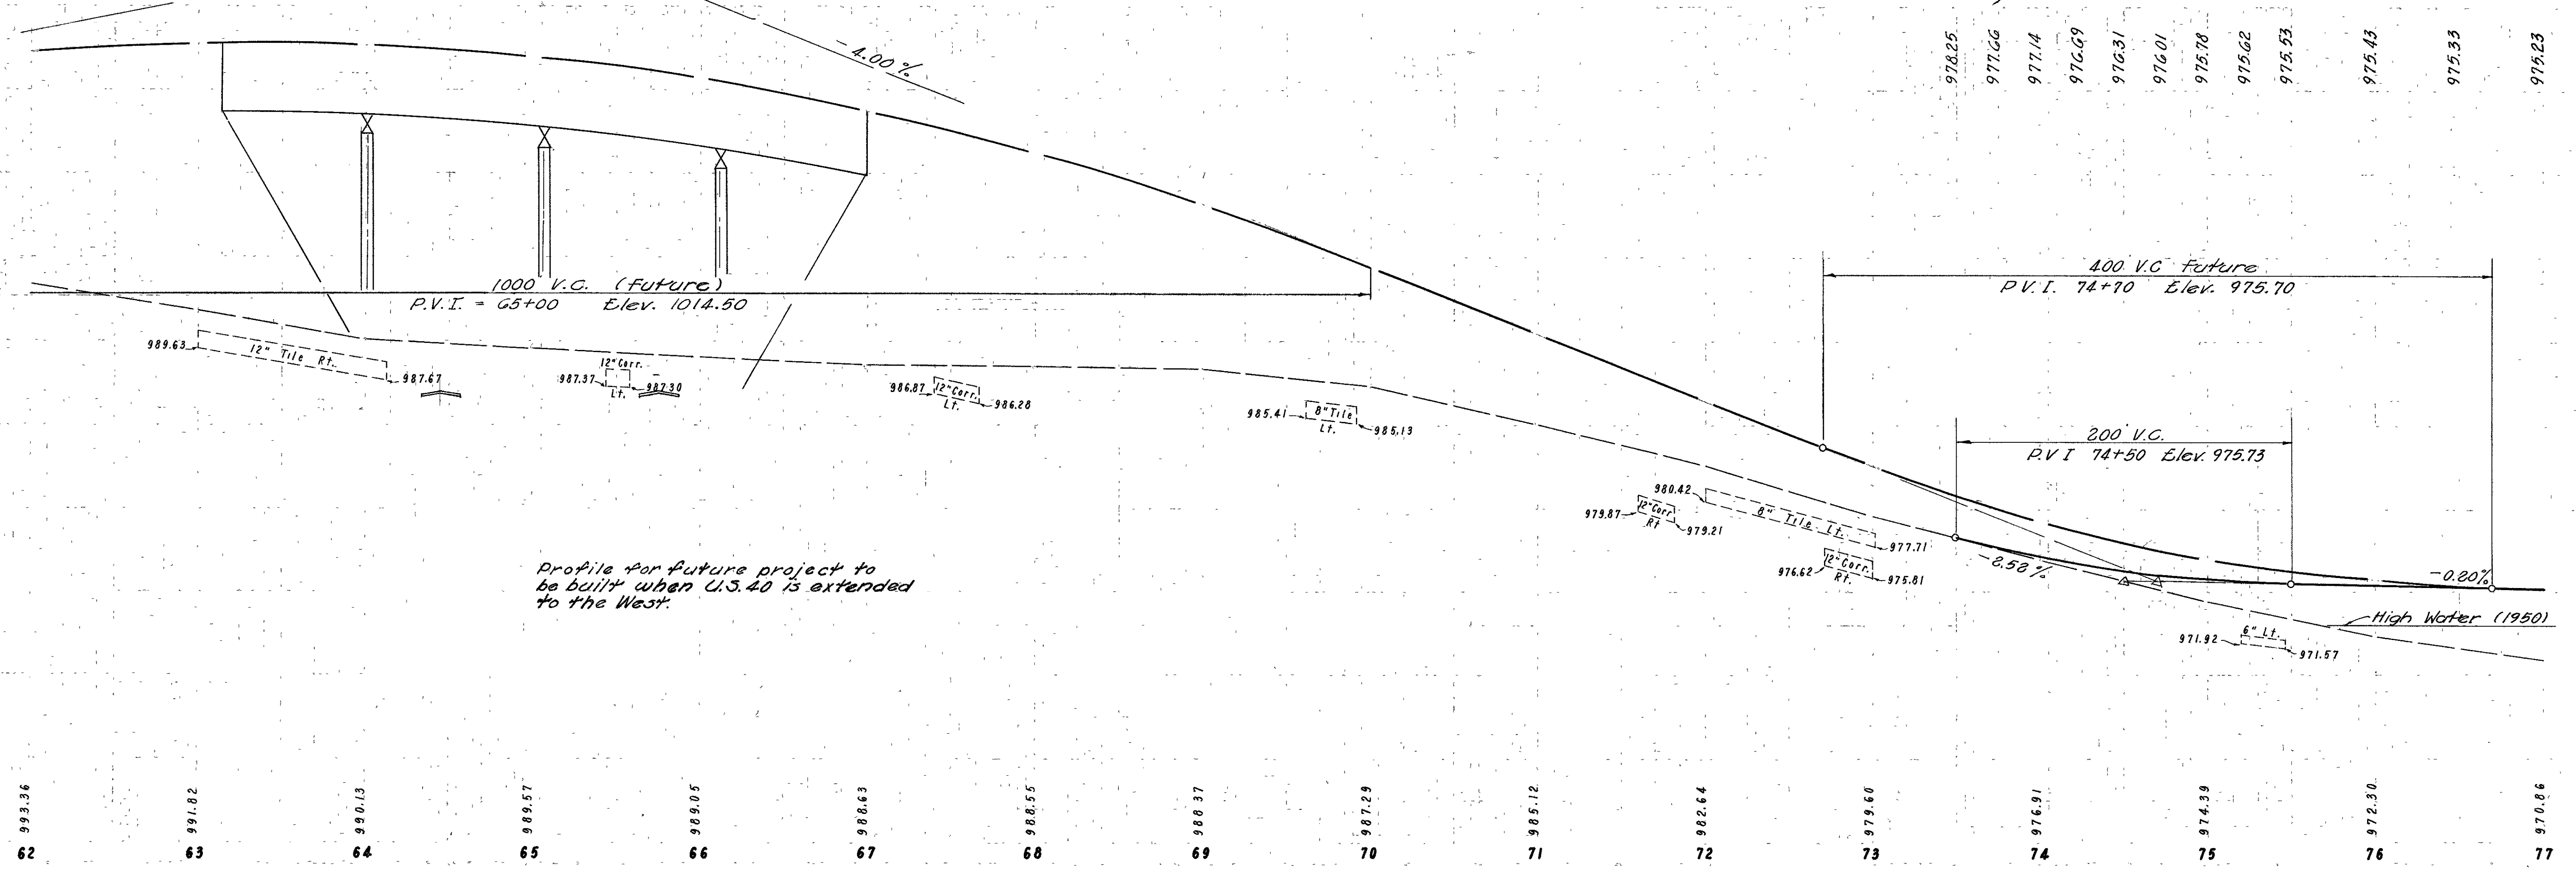 -4.00%
978.25
977.66
977.14
976.69
976.31
976.01
975.78
975.62
975.53
975.43
975.33
975.23
1000' V.C. (Future)
P.V.I. = 65+00 Elev. 1014.50
400' V.C. Future
P.V.I. 74+70 Elev. 975.70
200' V.C.
P.V.I 74+50 Elev. 975.73
989.63
12" Tile Rt.
987.67
12" Corr.
987.37
987.30
Lt.
986.87
12" Corr.
Lt.
986.28
985.41
8" Tile
Lt.
985.13
979.87
12" Corr
Rt
979.21
980.42
8" Tile Lt.
977.71
976.62
12" Corr.
Rt.
975.81
-2.52%
-0.20%
High Water (1950)
971.92
6" Lt.
971.57
Profile for future project to
be built when U.S. 40 is extended
to the West.
993.36
991.82
990.13
989.57
989.05
988.63
988.55
988.37
987.29
985.12
982.64
979.60
976.91
974.39
972.30
970.86
62 63 64 65 66 67 68 69 70 71 72 73 74 75 76 77